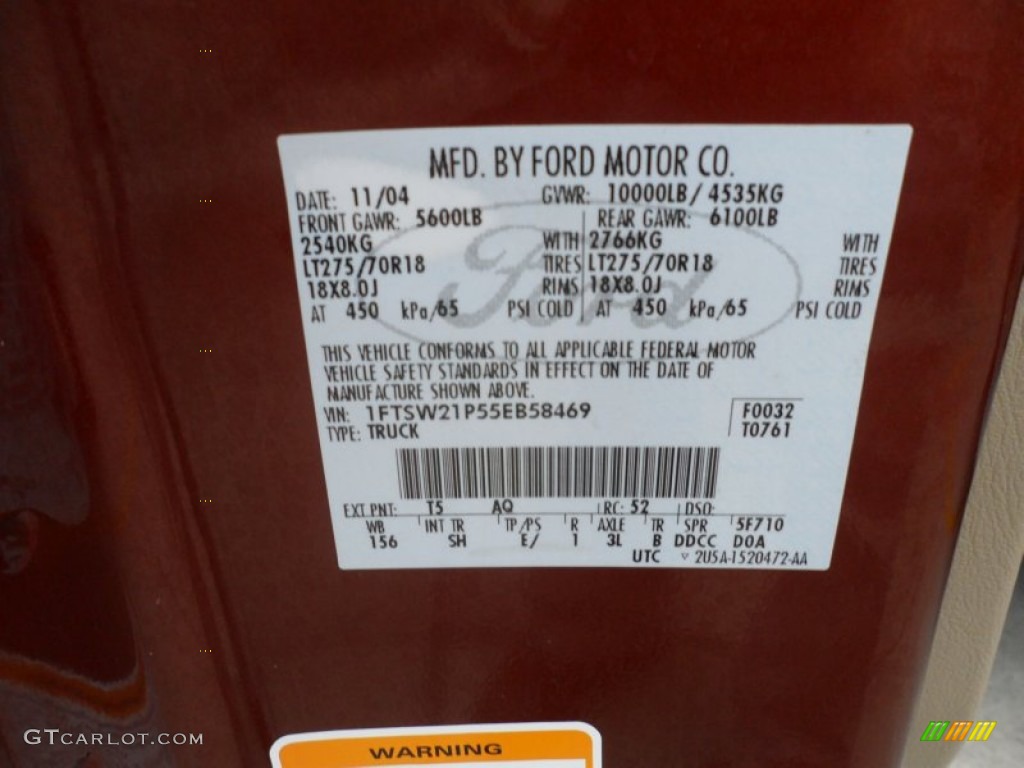 MFD. BY FORD MOTOR CO.
DATE: 11/04 GVWR: 10000LB/ 4535KG
FRONT GAWR: 5600LB REAR GAWR: 6100LB
2540KG WITH 2766KG WITH
LT275/70R18 TIRES LT275/70R18 TIRES
18X8.0J RIMS 18X8.0J RIMS
AT 450 kPa/65 PSI COLD AT 450 kPa/65 PSI COLD
Ford
THIS VEHICLE CONFORMS TO ALL APPLICABLE FEDERAL MOTOR
VEHICLE SAFETY STANDARDS IN EFFECT ON THE DATE OF
MANUFACTURE SHOWN ABOVE.
VIN: 1FTSW21P55EB58469 F0032
TYPE: TRUCK T0761
EXT PNT: T5 AQ RC: 52 DSO:
WB INT TR TP/PS R AXLE TR SPR 5F710
156 SH E/ 1 3L B DDCC D0A
UTC 2U5A-1520472-AA
WARNING
GTCARLOT.COM